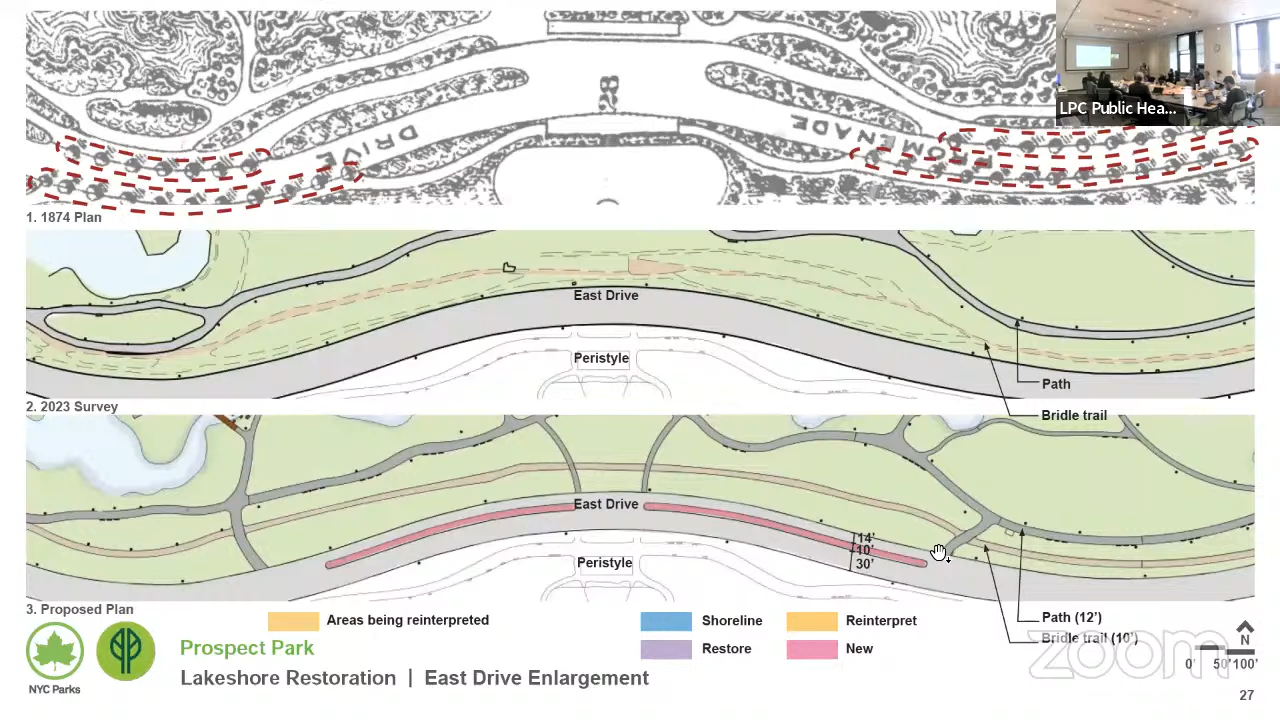 LPC Public Hea...
DRIVE
PROMENADE
1. 1874 Plan
East Drive
Peristyle
Path
Bridle trail
2. 2023 Survey
East Drive
14'
10'
30'
Peristyle
Path (12')
Bridle trail (10')
3. Proposed Plan
Areas being reinterpreted
Shoreline
Reinterpret
Restore
New
NYC Parks
Prospect Park
Lakeshore Restoration | East Drive Enlargement
zoom
N
0' 50' 100'
27